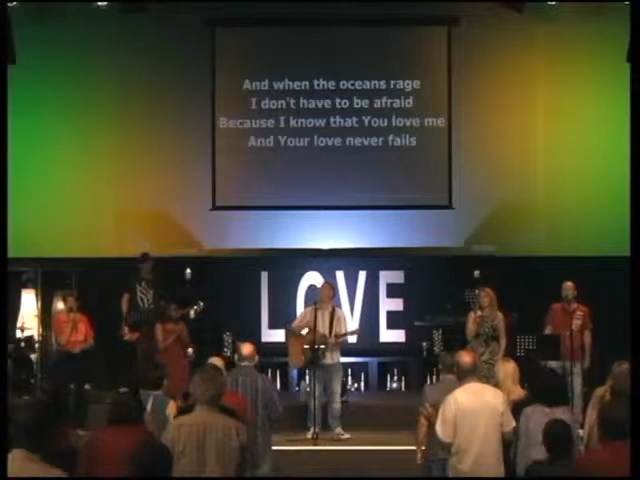 And when the oceans rage
I don't have to be afraid
Because I know that You love me
And Your love never fails
LOVE